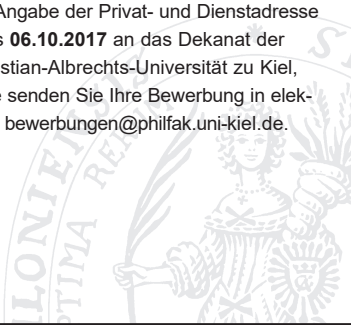 Angabe der Privat- und Dienstadresse
s 06.10.2017 an das Dekanat der
stian-Albrechts-Universität zu Kiel,
e senden Sie Ihre Bewerbung in elek-
bewerbungen@philfak.uni-kiel.de.